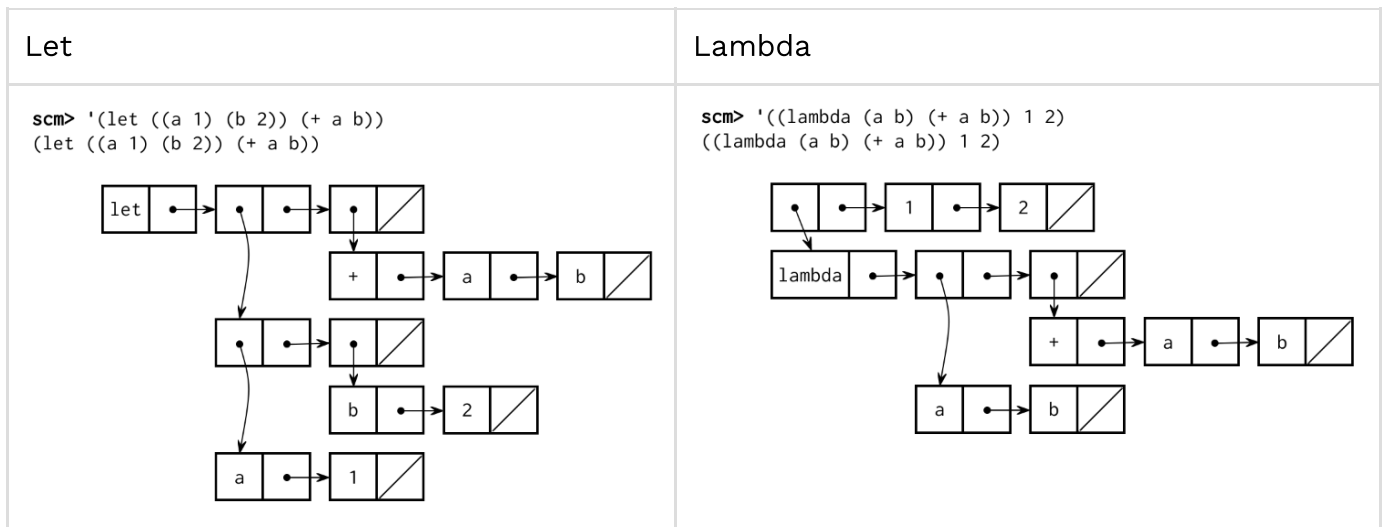 Let
scm> '(let ((a 1) (b 2)) (+ a b))
(let ((a 1) (b 2)) (+ a b))
let
+ a b
b 2
a 1
Lambda
scm> '((lambda (a b) (+ a b)) 1 2)
((lambda (a b) (+ a b)) 1 2)
1 2
lambda
+ a b
a b